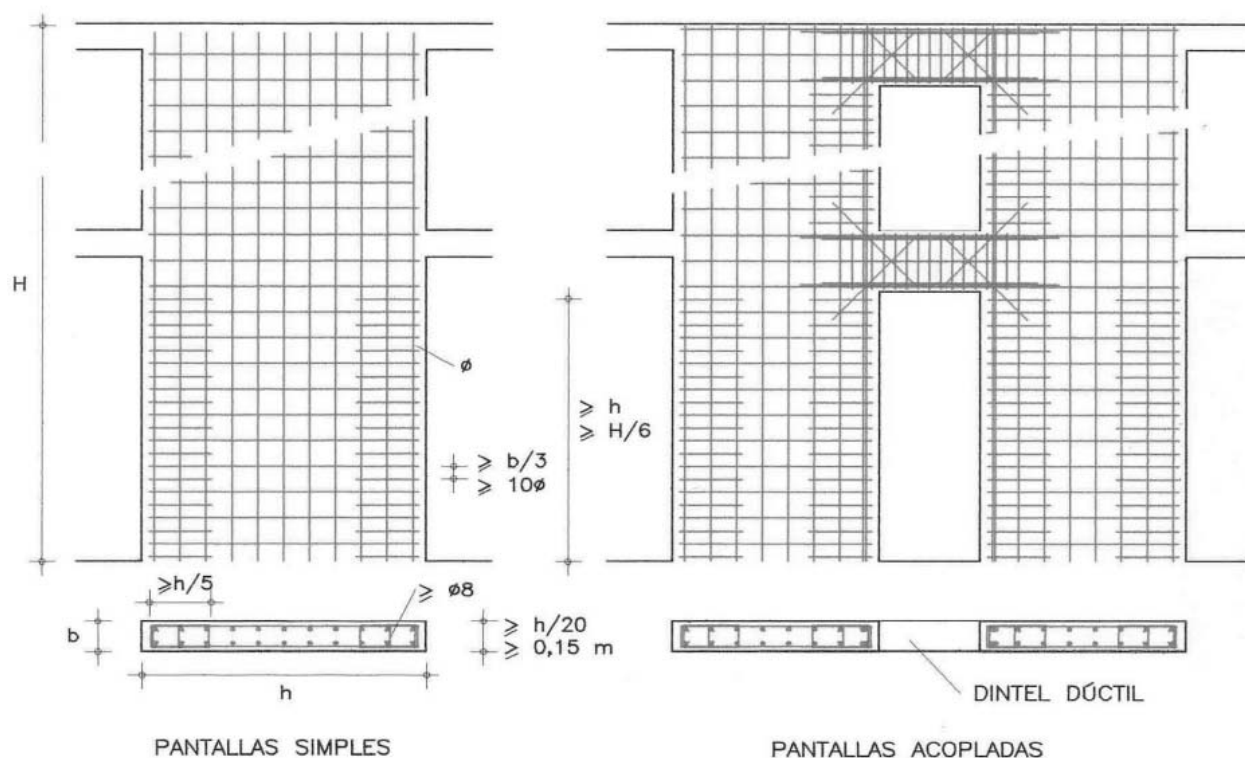 H
ø
⩾ h
⩾ H/6
⩾ b/3
⩾ 10ø
⩾h/5
⩾ ø8
b
⩾ h/20
⩾ 0,15 m
h
DINTEL DÚCTIL
PANTALLAS SIMPLES
PANTALLAS ACOPLADAS